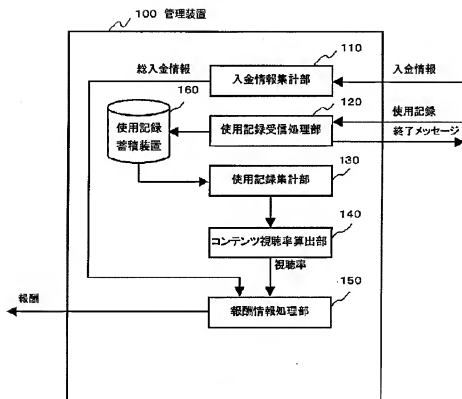 100 管理装置
110
総入金情報
入金情報集計部
入金情報
160
120
使用記録
蓄積装置
使用記録受信処理部
使用記録
終了メッセージ
130
使用記録集計部
140
コンテンツ視聴率算出部
視聴率
150
報酬
報酬情報処理部